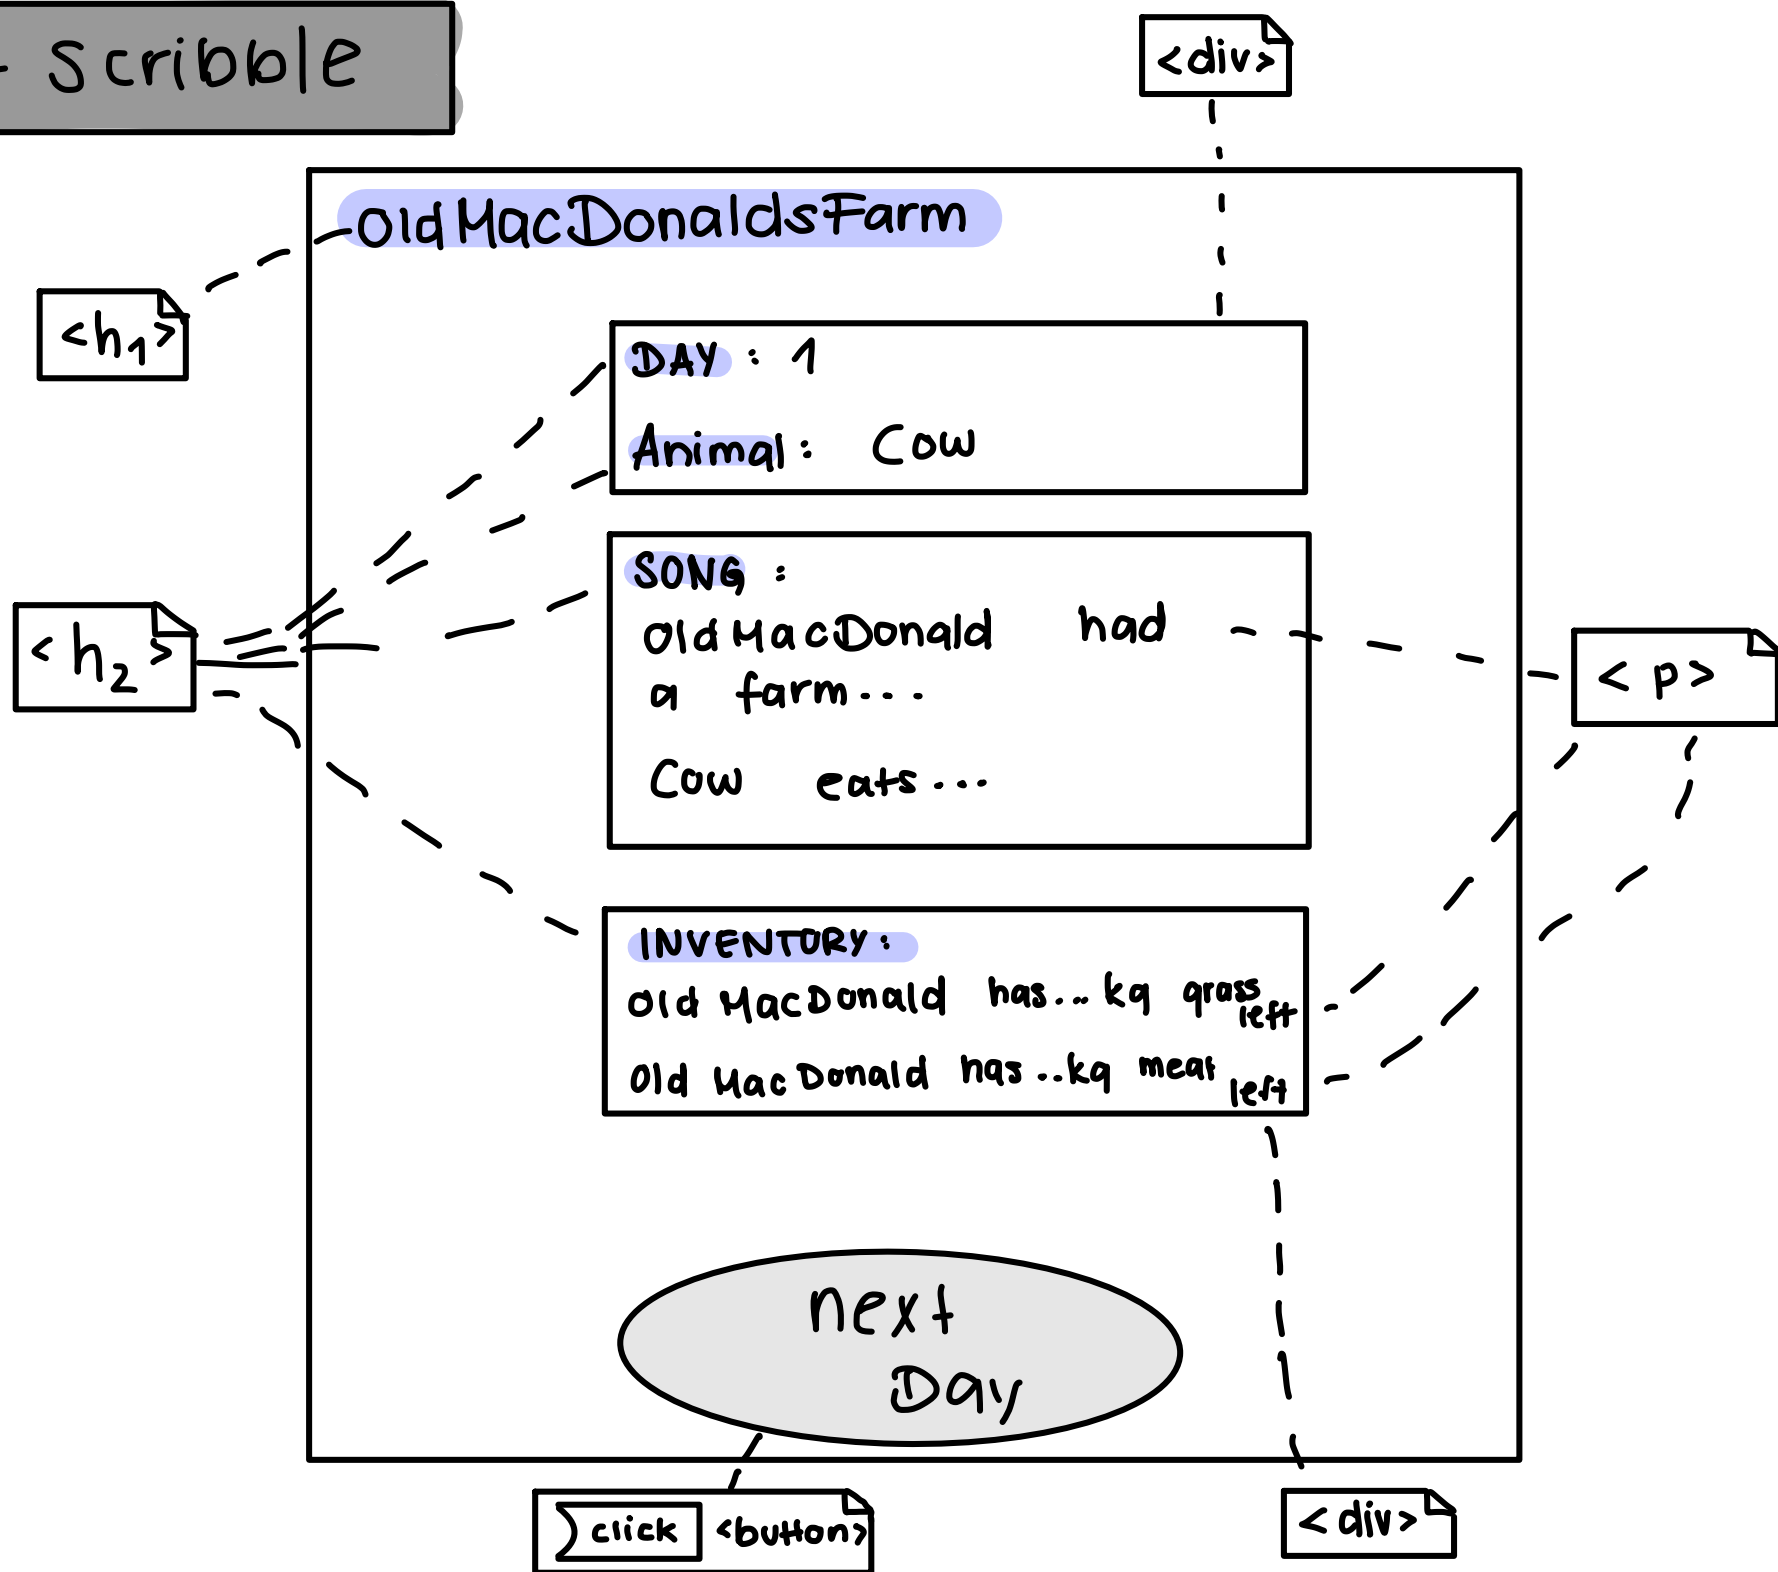 - scribble
<div>
OldMacDonaldsFarm
<h1>
DAY : 1
Animal : Cow
<h2>
SONG :
Old MacDonald had
a farm...
Cow eats...
<p>
INVENTORY:
Old MacDonald has... kg grass left
Old MacDonald has.. kg meat left
next
Day
click <button>
<div>